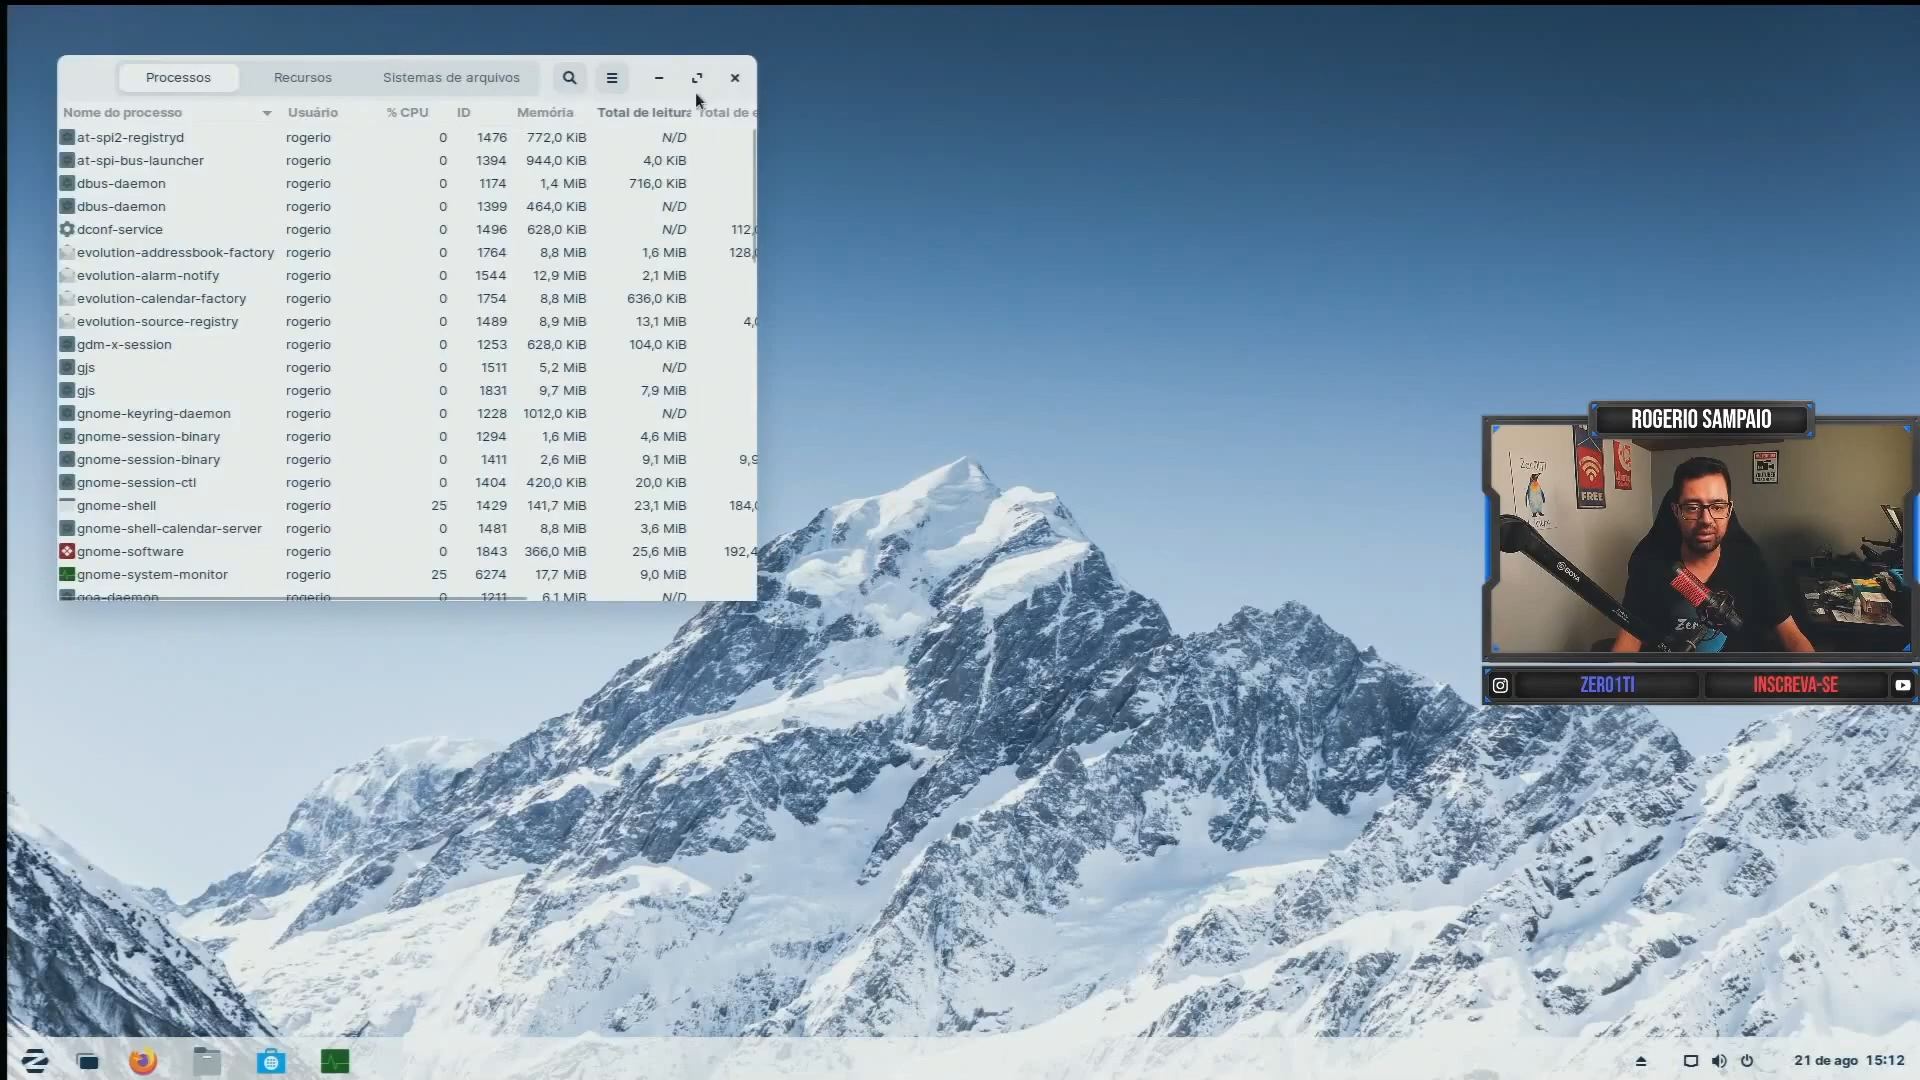 Processos Recursos Sistemas de arquivos
Nome do processo Usuário % CPU ID Memória Total de leitura Total de e
at-spi2-registryd rogerio 0 1476 772,0 KiB N/D
at-spi-bus-launcher rogerio 0 1394 944,0 KiB 4,0 KiB
dbus-daemon rogerio 0 1174 1,4 MiB 716,0 KiB
dbus-daemon rogerio 0 1399 464,0 KiB N/D
dconf-service rogerio 0 1496 628,0 KiB N/D 112,
evolution-addressbook-factory rogerio 0 1764 8,8 MiB 1,6 MiB 128,
evolution-alarm-notify rogerio 0 1544 12,9 MiB 2,1 MiB
evolution-calendar-factory rogerio 0 1754 8,8 MiB 636,0 KiB
evolution-source-registry rogerio 0 1489 8,9 MiB 13,1 MiB 4,
gdm-x-session rogerio 0 1253 628,0 KiB 104,0 KiB
gjs rogerio 0 1511 5,2 MiB N/D
gjs rogerio 0 1831 9,7 MiB 7,9 MiB
gnome-keyring-daemon rogerio 0 1228 1012,0 KiB N/D
gnome-session-binary rogerio 0 1294 1,6 MiB 4,6 MiB
gnome-session-binary rogerio 0 1411 2,6 MiB 9,1 MiB 9,9
gnome-session-ctl rogerio 0 1404 420,0 KiB 20,0 KiB
gnome-shell rogerio 25 1429 141,7 MiB 23,1 MiB 184,
gnome-shell-calendar-server rogerio 0 1481 8,8 MiB 3,6 MiB
gnome-software rogerio 0 1843 366,0 MiB 25,6 MiB 192,4
gnome-system-monitor rogerio 25 6274 17,7 MiB 9,0 MiB
goa-daemon rogerio 0 1211 6,1 MiB N/D
ROGERIO SAMPAIO
Zer01TI
FREE
BOYA
Zer
ZERO1TI INSCREVA-SE
21 de ago 15:12